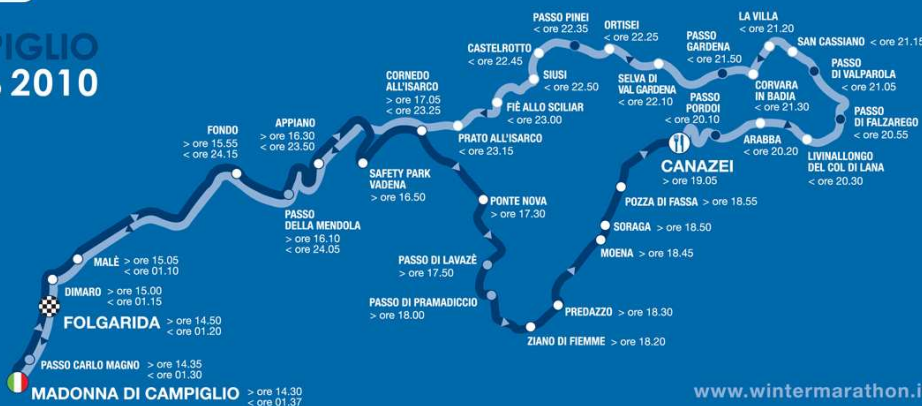 PIGLIO
2010
PASSO PINEI
< ore 22.35
ORTISEI
< ore 22.25
LA VILLA
< ore 21.20
SAN CASSIANO < ore 21.15
CASTELROTTO
< ore 22.45
PASSO
GARDENA
< ore 21.50
PASSO
DI VALPAROLA
< ore 21.05
CORNEDO
ALL'ISARCO
> ore 17.05
< ore 23.25
SIUSI
< ore 22.50
SELVA DI
VAL GARDENA
< ore 22.10
CORVARA
IN BADIA
< ore 21.30
PASSO
PORDOI
< ore 20.10
PASSO
DI FALZAREGO
< ore 20.55
FIÈ ALLO SCILIAR
< ore 23.00
FONDO
> ore 15.55
< ore 24.15
APPIANO
> ore 16.30
< ore 23.50
PRATO ALL'ISARCO
< ore 23.15
ARABBA
< ore 20.20
LIVINALLONGO
DEL COL DI LANA
< ore 20.30
CANAZEI
> ore 19.05
SAFETY PARK
VADENA
> ore 16.50
PONTE NOVA
> ore 17.30
POZZA DI FASSA > ore 18.55
PASSO
DELLA MENDOLA
> ore 16.10
< ore 24.05
SORAGA > ore 18.50
MOENA > ore 18.45
MALÈ > ore 15.05
< ore 01.10
PASSO DI LAVAZÈ
> ore 17.50
DIMARO > ore 15.00
< ore 01.15
PASSO DI PRAMADICCIO
> ore 18.00
PREDAZZO > ore 18.30
FOLGARIDA > ore 14.50
< ore 01.20
ZIANO DI FIEMME > ore 18.20
PASSO CARLO MAGNO > ore 14.35
< ore 01.30
MADONNA DI CAMPIGLIO > ore 14.30
< ore 01.37
www.wintermarathon.i